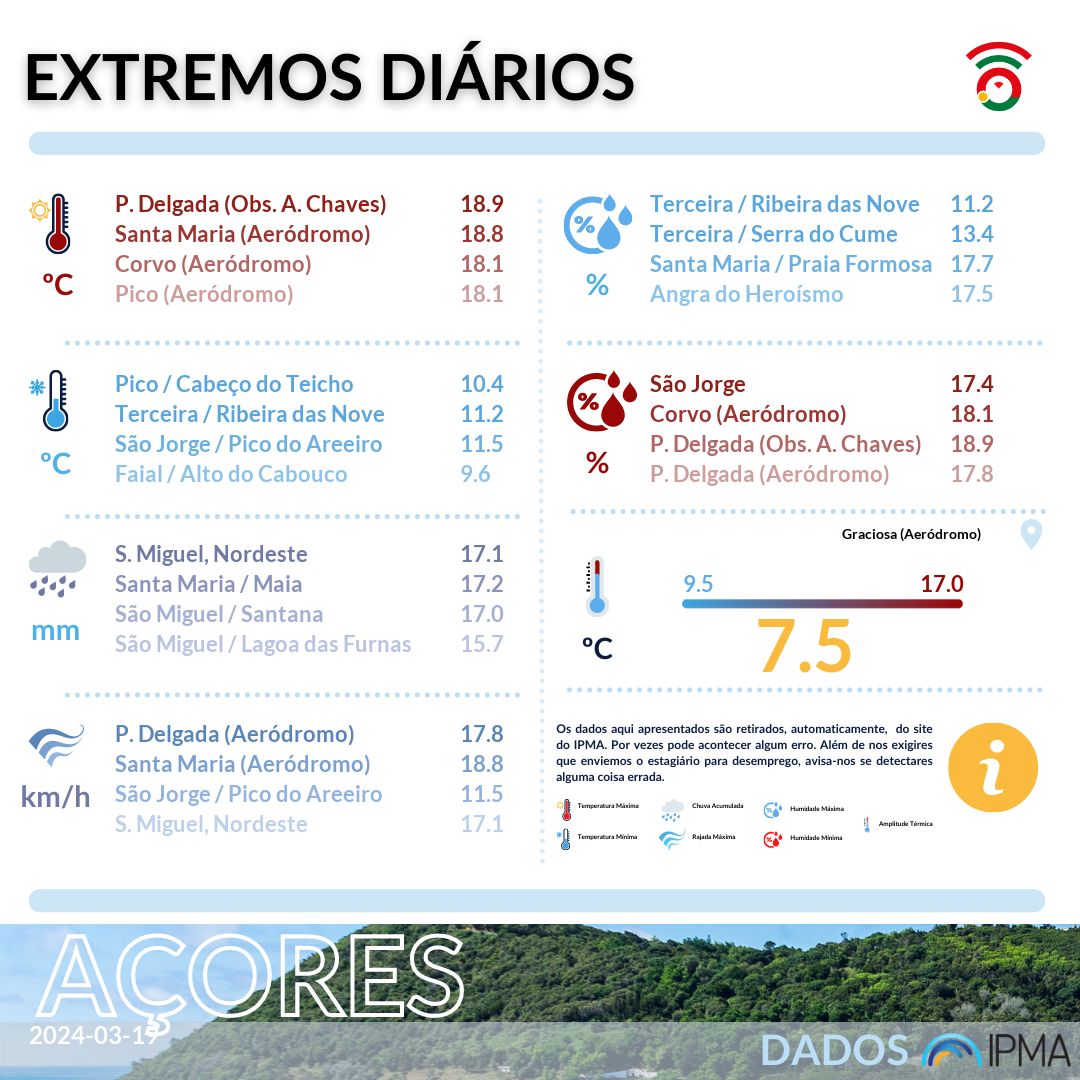 EXTREMOS DIÁRIOS
P. Delgada (Obs. A. Chaves) 18.9
Santa Maria (Aeródromo) 18.8
Corvo (Aeródromo) 18.1
Pico (Aeródromo) 18.1
ºC
Pico / Cabeço do Teicho 10.4
Terceira / Ribeira das Nove 11.2
São Jorge / Pico do Areeiro 11.5
Faial / Alto do Cabouco 9.6
ºC
S. Miguel, Nordeste 17.1
Santa Maria / Maia 17.2
São Miguel / Santana 17.0
São Miguel / Lagoa das Furnas 15.7
mm
P. Delgada (Aeródromo) 17.8
Santa Maria (Aeródromo) 18.8
São Jorge / Pico do Areeiro 11.5
S. Miguel, Nordeste 17.1
km/h
%
Terceira / Ribeira das Nove 11.2
Terceira / Serra do Cume 13.4
Santa Maria / Praia Formosa 17.7
Angra do Heroísmo 17.5
%
%
São Jorge 17.4
Corvo (Aeródromo) 18.1
P. Delgada (Obs. A. Chaves) 18.9
P. Delgada (Aeródromo) 17.8
%
Graciosa (Aeródromo)
9.5 17.0
7.5
ºC
Os dados aqui apresentados são retirados, automaticamente, do site
do IPMA. Por vezes pode acontecer algum erro. Além de nos exigires
que enviemos o estagiário para desemprego, avisa-nos se detectares
alguma coisa errada.
i
Temperatura Máxima
Chuva Acumulada
Humidade Máxima
Amplitude Térmica
Temperatura Mínima
Rajada Máxima
Humidade Mínima
AÇORES
2024-03-19
DADOS IPMA